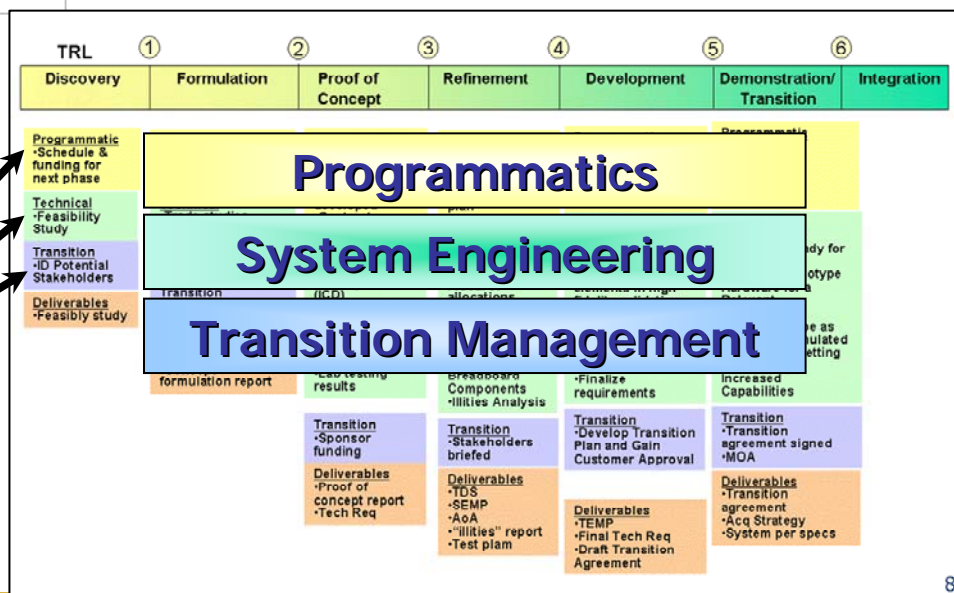 TRL 1 2 3 4 5 6
Discovery Formulation Proof of Concept Refinement Development Demonstration/ Transition Integration
Programmatic
•Schedule &
funding for
next phase
Technical
•Feasibility
Study
Transition
•ID Potential
Stakeholders
Deliverables
•Feasibly study
Programmatics
System Engineering
Transition Management
Transition
formulation report
(ICD)
•Lab testing
results
Transition
•Sponsor
funding
Deliverables
•Proof of
concept report
•Tech Req
plan
allocations
Breadboard
Components
•Illities Analysis
Transition
•Stakeholders
briefed
Deliverables
•TDS
•SEMP
•AoA
•"illities" report
•Test plam
•Finalize
requirements
Transition
•Develop Transition
Plan and Gain
Customer Approval
Deliverables
•TEMP
•Final Tech Req
•Draft Transition
Agreement
Programmatic
Increased
Capabilities
Transition
•Transition
agreement signed
•MOA
Deliverables
•Transition
agreement
•Acq Strategy
•System per specs
8